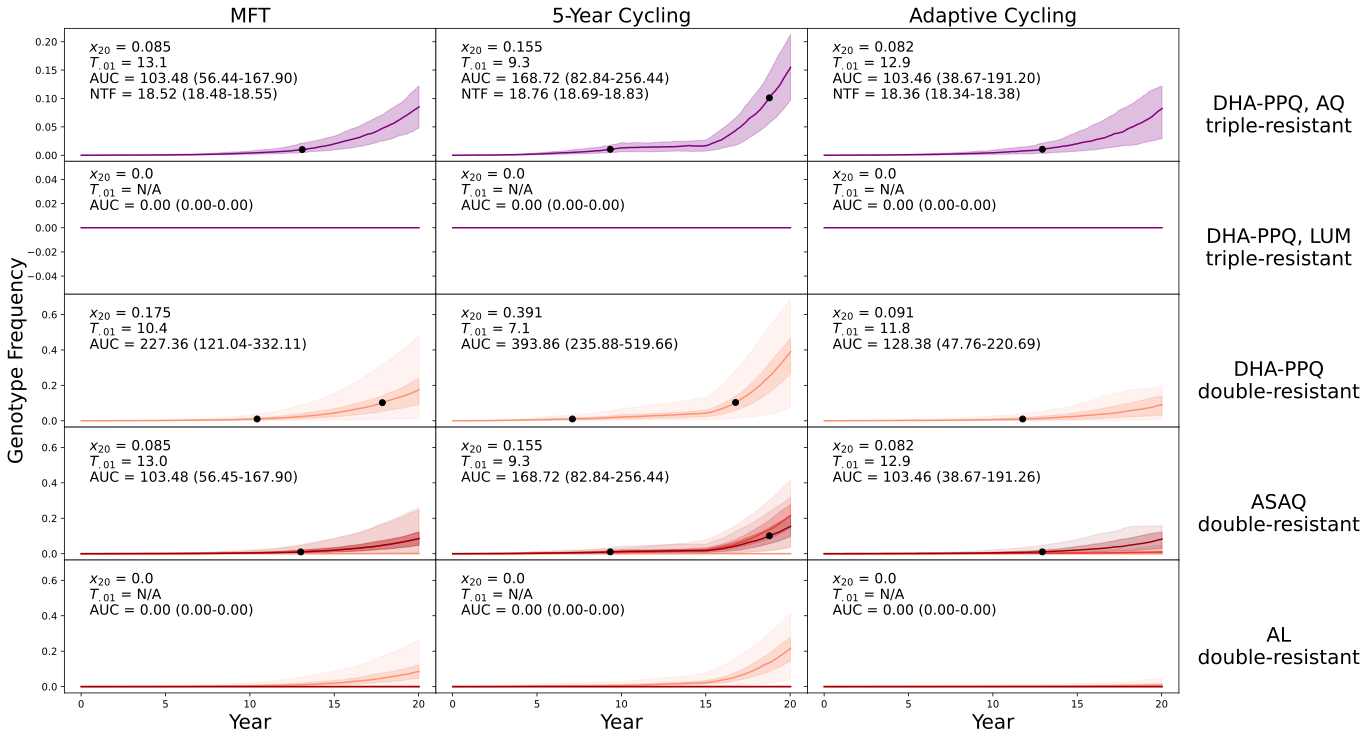 MFT
5-Year Cycling
Adaptive Cycling
Genotype Frequency
0.20
0.15
0.10
0.05
0.00
x20 = 0.085
T.01 = 13.1
AUC = 103.48 (56.44-167.90)
NTF = 18.52 (18.48-18.55)
x20 = 0.155
T.01 = 9.3
AUC = 168.72 (82.84-256.44)
NTF = 18.76 (18.69-18.83)
x20 = 0.082
T.01 = 12.9
AUC = 103.46 (38.67-191.20)
NTF = 18.36 (18.34-18.38)
DHA-PPQ, AQ
triple-resistant
0.04
0.02
0.00
−0.02
−0.04
x20 = 0.0
T.01 = N/A
AUC = 0.00 (0.00-0.00)
x20 = 0.0
T.01 = N/A
AUC = 0.00 (0.00-0.00)
x20 = 0.0
T.01 = N/A
AUC = 0.00 (0.00-0.00)
DHA-PPQ, LUM
triple-resistant
0.6
0.4
0.2
0.0
x20 = 0.175
T.01 = 10.4
AUC = 227.36 (121.04-332.11)
x20 = 0.391
T.01 = 7.1
AUC = 393.86 (235.88-519.66)
x20 = 0.091
T.01 = 11.8
AUC = 128.38 (47.76-220.69)
DHA-PPQ
double-resistant
0.6
0.4
0.2
0.0
x20 = 0.085
T.01 = 13.0
AUC = 103.48 (56.45-167.90)
x20 = 0.155
T.01 = 9.3
AUC = 168.72 (82.84-256.44)
x20 = 0.082
T.01 = 12.9
AUC = 103.46 (38.67-191.26)
ASAQ
double-resistant
0.6
0.4
0.2
0.0
x20 = 0.0
T.01 = N/A
AUC = 0.00 (0.00-0.00)
x20 = 0.0
T.01 = N/A
AUC = 0.00 (0.00-0.00)
x20 = 0.0
T.01 = N/A
AUC = 0.00 (0.00-0.00)
AL
double-resistant
0 5 10 15 20
0 5 10 15 20
0 5 10 15 20
Year
Year
Year